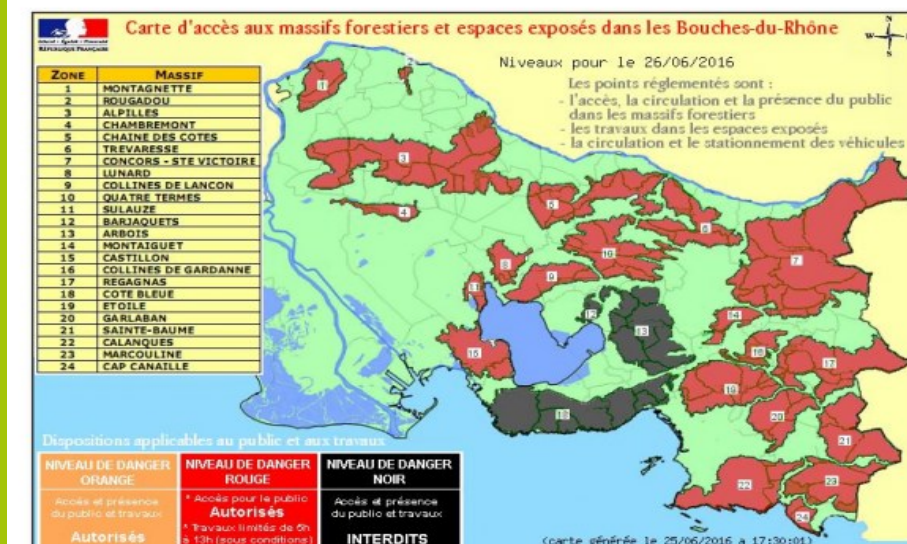 Carte d'accès aux massifs forestiers et espaces exposés dans les Bouches-du-Rhône
Liberté • Égalité • Fraternité
RÉPUBLIQUE FRANÇAISE
N
W
S
Niveaux pour le 26/06/2016
Les points réglementés sont :
- l'accès, la circulation et la présence du public
dans les massifs forestiers
- les travaux dans les espaces exposés
- la circulation et le stationnement des véhicules
ZONE MASSIF
1 MONTAGNETTE
2 ROUGADOU
3 ALPILLES
4 CHAMBREMONT
5 CHAINE DES COTES
6 TREVARESSE
7 CONCORS - STE VICTOIRE
8 LUNARD
9 COLLINES DE LANCON
10 QUATRE TERMES
11 SULAUZE
12 BARJAQUETS
13 ARBOIS
14 MONTAIGUET
15 CASTILLON
16 COLLINES DE GARDANNE
17 REGAGNAS
18 COTE BLEUE
19 ETOILE
20 GARLABAN
21 SAINTE-BAUME
22 CALANQUES
23 MARCOULINE
24 CAP CANAILLE
1
2
3
4
5
6
7
8
9
10
11
12
13
14
15
16
17
18
19
20
21
22
23
24
Dispositions applicables au public et aux travaux
NIVEAU DE DANGER
ORANGE
Accès et présence
du public et travaux
Autorisés
NIVEAU DE DANGER
ROUGE
* Accès pour le public
Autorisés
* Travaux limités de 5h
à 13h (sous conditions)
NIVEAU DE DANGER
NOIR
Accès et présence
du public et travaux
INTERDITS
(carte générée le 25/06/2016 a 17:30:01)